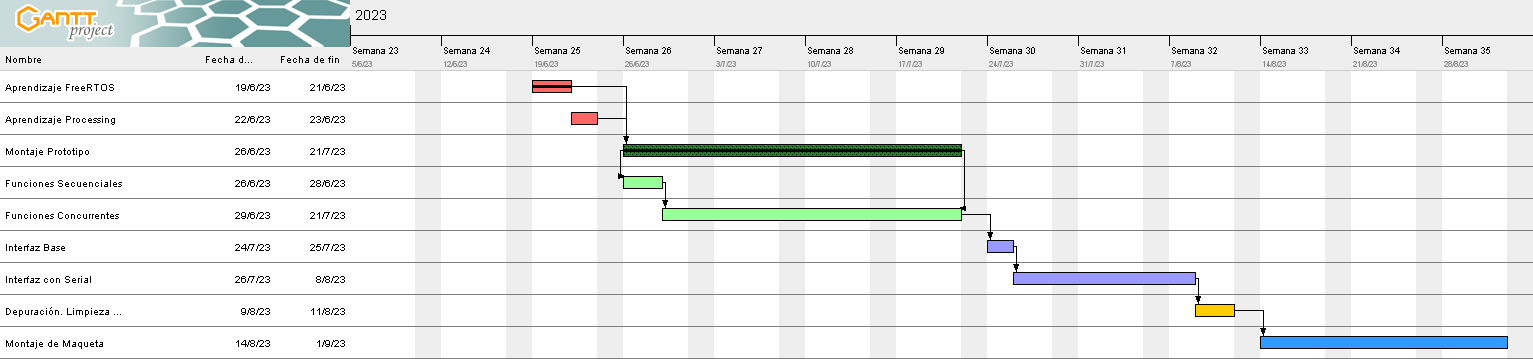 GANTT project
2023
Semana 23 Semana 24 Semana 25 Semana 26 Semana 27 Semana 28 Semana 29 Semana 30 Semana 31 Semana 32 Semana 33 Semana 34 Semana 35
Nombre Fecha d... Fecha de fin 5/6/23 12/6/23 19/6/23 26/6/23 3/7/23 10/7/23 17/7/23 24/7/23 31/7/23 7/8/23 14/8/23 21/8/23 28/8/23
Aprendizaje FreeRTOS 19/6/23 21/6/23
Aprendizaje Processing 22/6/23 23/6/23
Montaje Prototipo 26/6/23 21/7/23
Funciones Secuenciales 26/6/23 28/6/23
Funciones Concurrentes 29/6/23 21/7/23
Interfaz Base 24/7/23 25/7/23
Interfaz con Serial 26/7/23 8/8/23
Depuración. Limpieza ... 9/8/23 11/8/23
Montaje de Maqueta 14/8/23 1/9/23